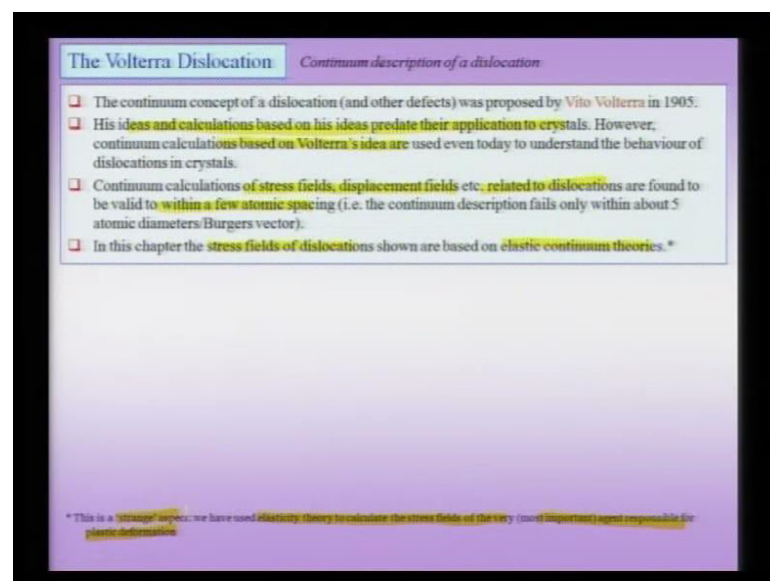 The Volterra Dislocation
Continuum description of a dislocation
The continuum concept of a dislocation (and other defects) was proposed by Vito Volterra in 1905.
His ideas and calculations based on his ideas predate their application to crystals. However,
continuum calculations based on Volterra's idea are used even today to understand the behaviour of
dislocations in crystals.
Continuum calculations of stress fields, displacement fields etc. related to dislocations are found to
be valid to within a few atomic spacing (i.e. the continuum description fails only within about 5
atomic diameters/Burgers vector).
In this chapter the stress fields of dislocations shown are based on elastic continuum theories.*
* This is a 'strange' aspect: we have used elasticity theory to calculate the stress fields of the very (most important) agent responsible for
plastic deformation